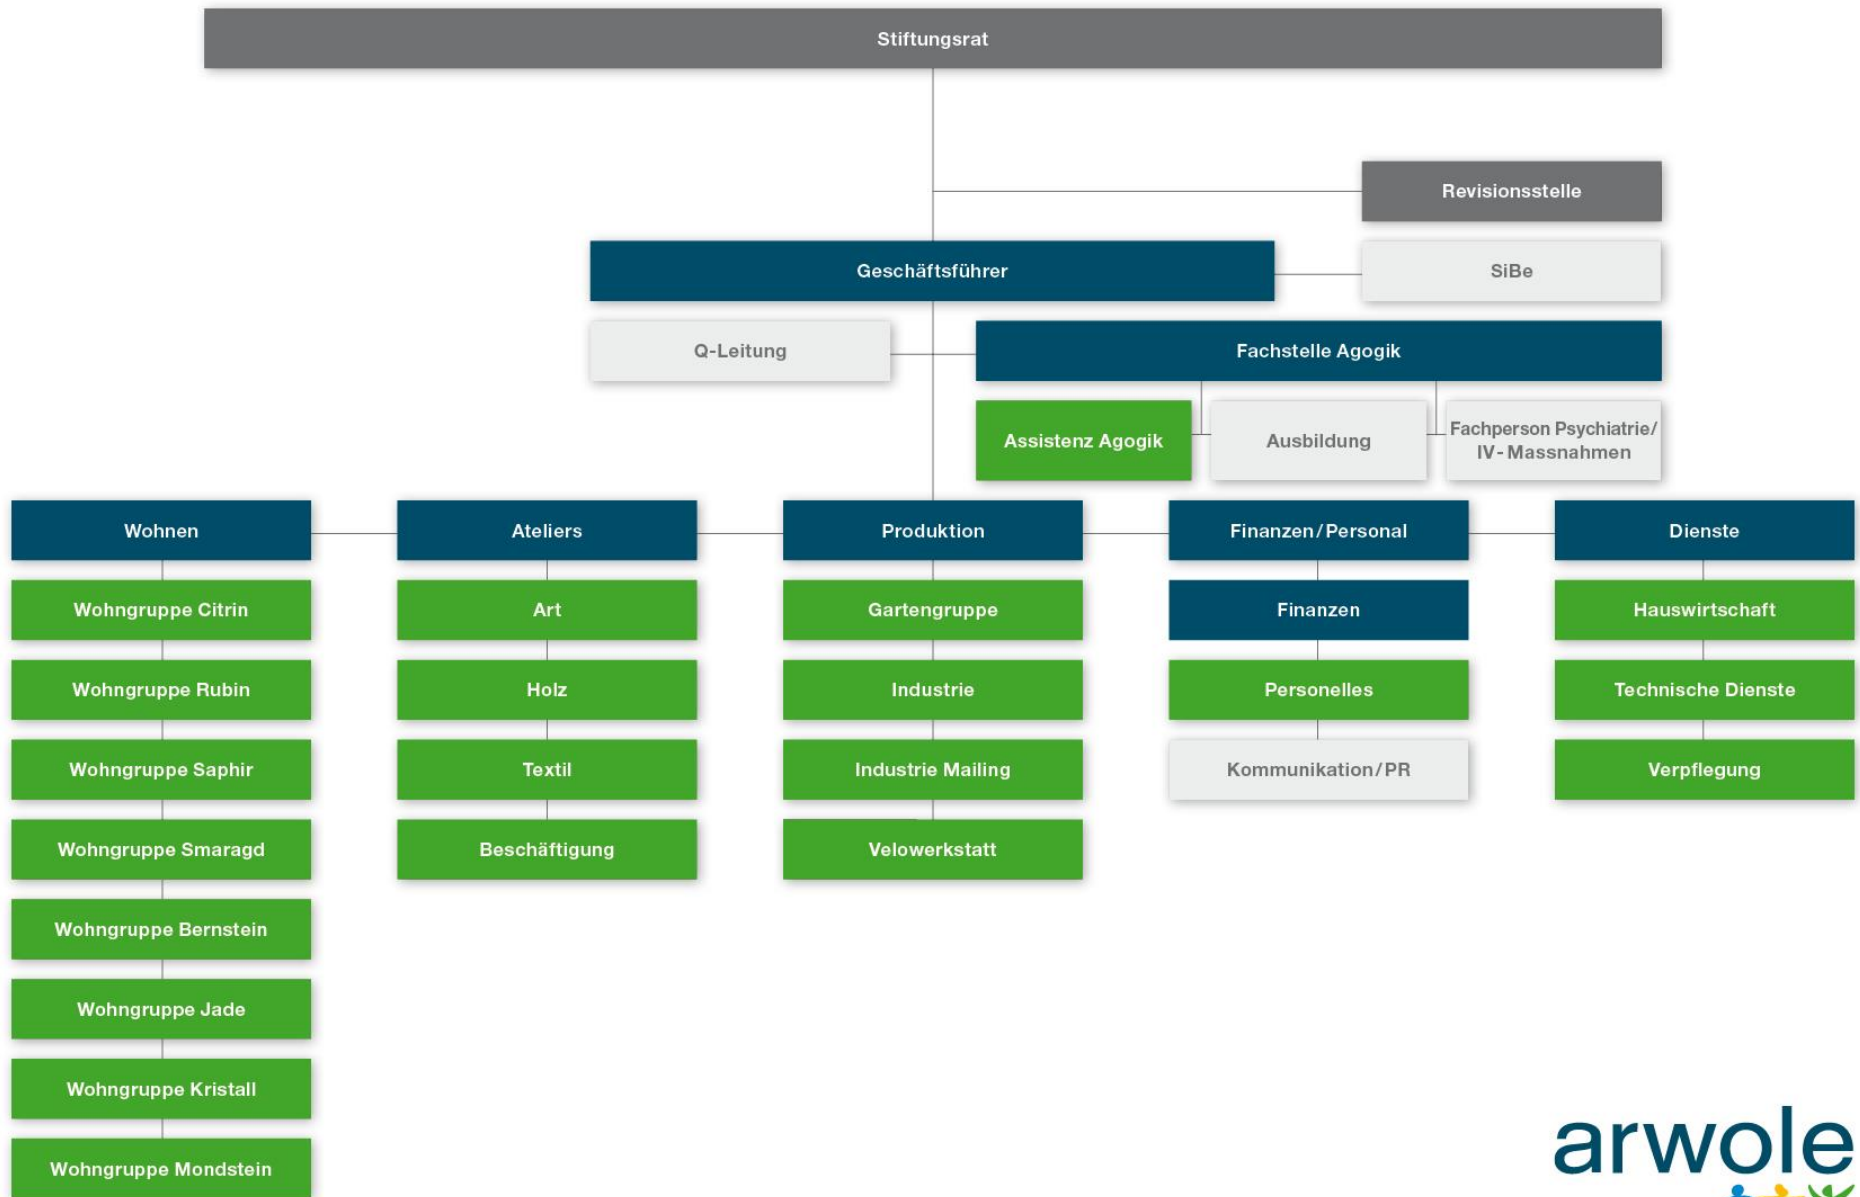 Stiftungsrat
Revisionsstelle
Geschäftsführer
SiBe
Q-Leitung
Fachstelle Agogik
Assistenz Agogik
Ausbildung
Fachperson Psychiatrie/
IV-Massnahmen
Wohnen
Ateliers
Produktion
Finanzen/Personal
Dienste
Wohngruppe Citrin
Art
Gartengruppe
Finanzen
Hauswirtschaft
Wohngruppe Rubin
Holz
Industrie
Personelles
Technische Dienste
Wohngruppe Saphir
Textil
Industrie Mailing
Kommunikation/PR
Verpflegung
Wohngruppe Smaragd
Beschäftigung
Velowerkstatt
Wohngruppe Bernstein
Wohngruppe Jade
Wohngruppe Kristall
Wohngruppe Mondstein
arwole